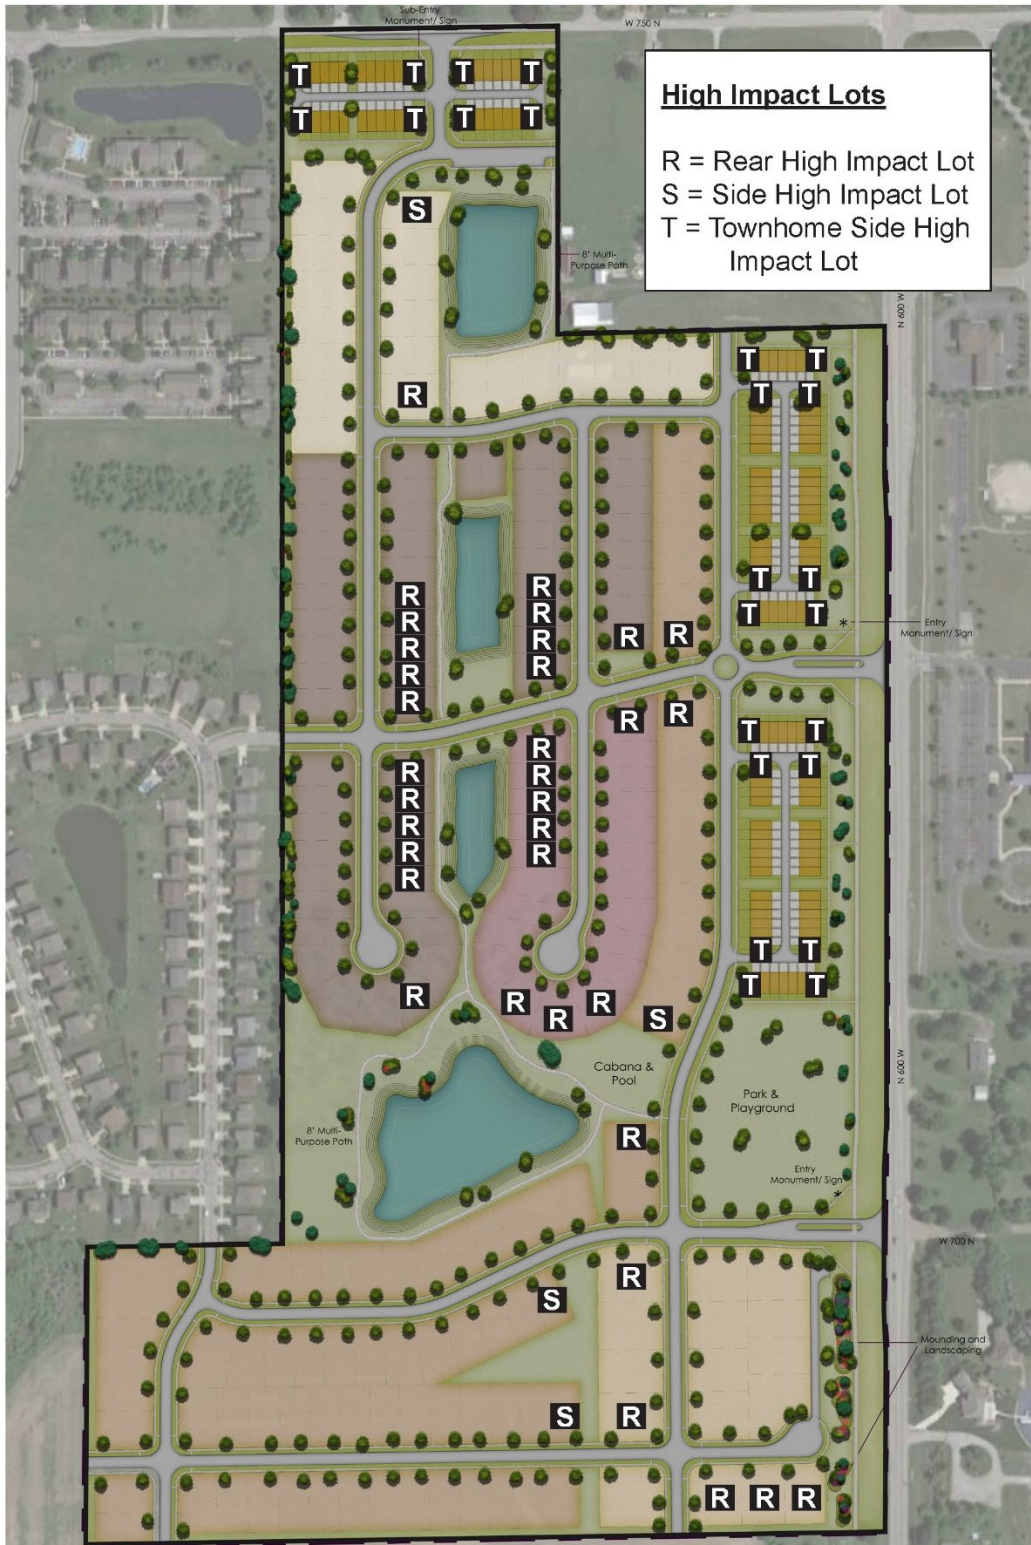 Sub-Entry
Monument/ Sign
W 750 N
High Impact Lots
R = Rear High Impact Lot
S = Side High Impact Lot
T = Townhome Side High
Impact Lot
T T T T
T T T T
S
8' Multi-
Purpose Path
N 600 W
T T
R
T T
R R
R R
R R
R R
R
T T
T T
R R
Entry
Monument/ Sign
*
R R
T T
R R
R R
R R
R R
R R
T T
T T
T T
R
R R R
S
Cabana &
Pool
N 600 W
Park &
Playground
8' Multi-
Purpose Path
R
Entry
Monument/ Sign
*
W 700 N
R
S
Mounding and
Landscaping
S R
R R R